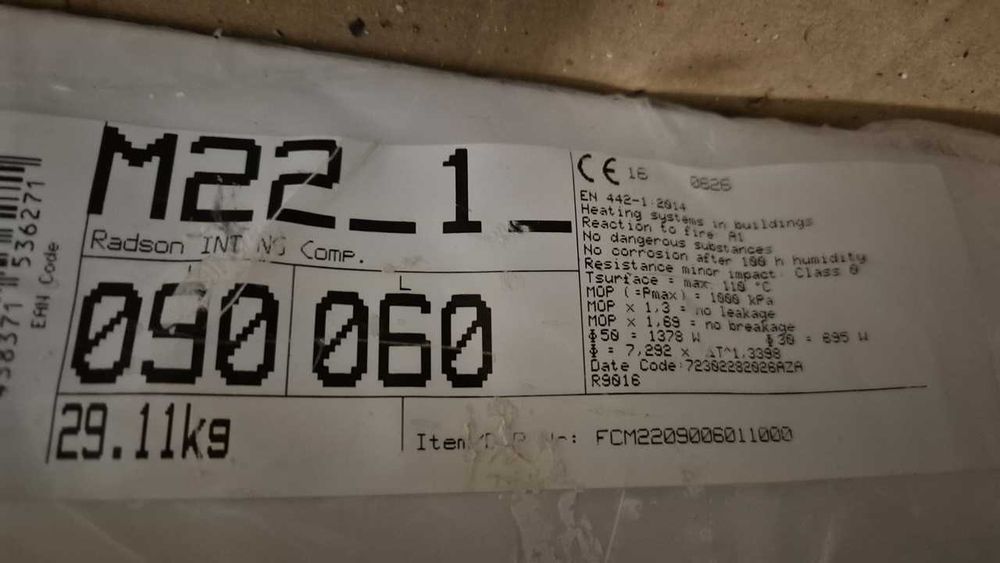 M22_1_
Radson INT Comp.
L
090 060
29.11kg
EAN Code
536271
CE 16 0626
EN 442-1:2014
Heating systems in buildings
Reaction to fire: A1
No dangerous substances
No corrosion after 100 h humidity
Resistance minor impact: Class 0
Tsurface = max. 110 °C
MOP (=Pmax) = 1000 kPa
MOP x 1,3 = no leakage
MOP x 1,69 = no breakage
Φ50 = 1378 W Φ30 = 695 W
Φ = 7,292 x ΔT^1.3398
Date Code:72302282026AZA
R9016
Item No: FCM2209006011000